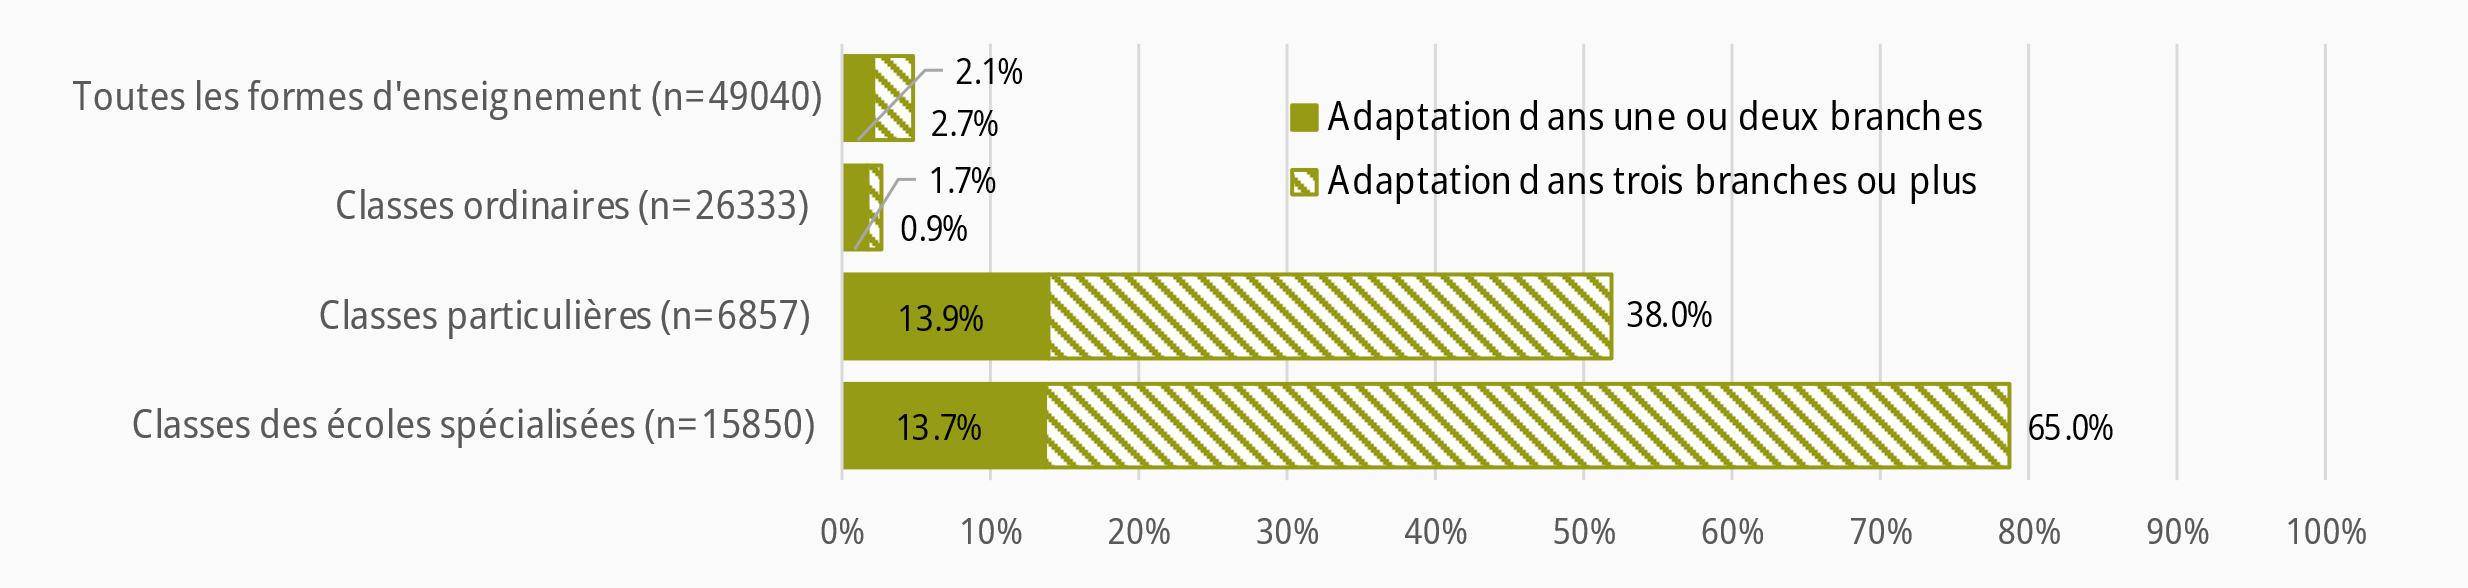 Toutes les formes d'enseignement (n=49040)
2.1%
2.7%
Adaptation dans une ou deux branches
Adaptation dans trois branches ou plus
Classes ordinaires (n=26333)
1.7%
0.9%
Classes particulières (n=6857)
13.9%
38.0%
Classes des écoles spécialisées (n=15850)
13.7%
65.0%
0% 10% 20% 30% 40% 50% 60% 70% 80% 90% 100%